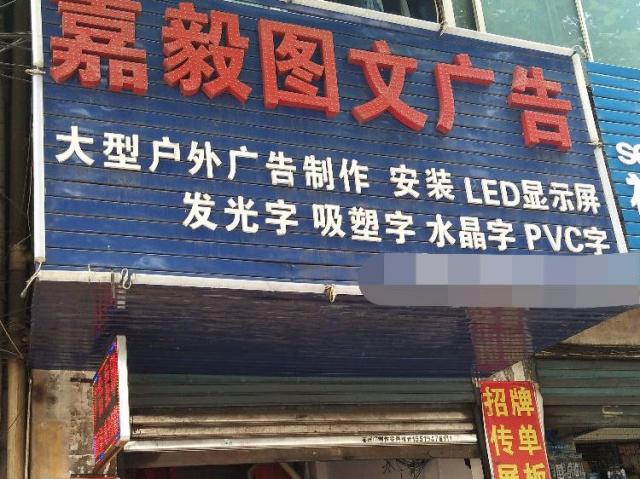 嘉毅图文广告
大型户外广告制作 安装 LED显示屏
发光字 吸塑字 水晶字 PVC字
招牌
传单
展板